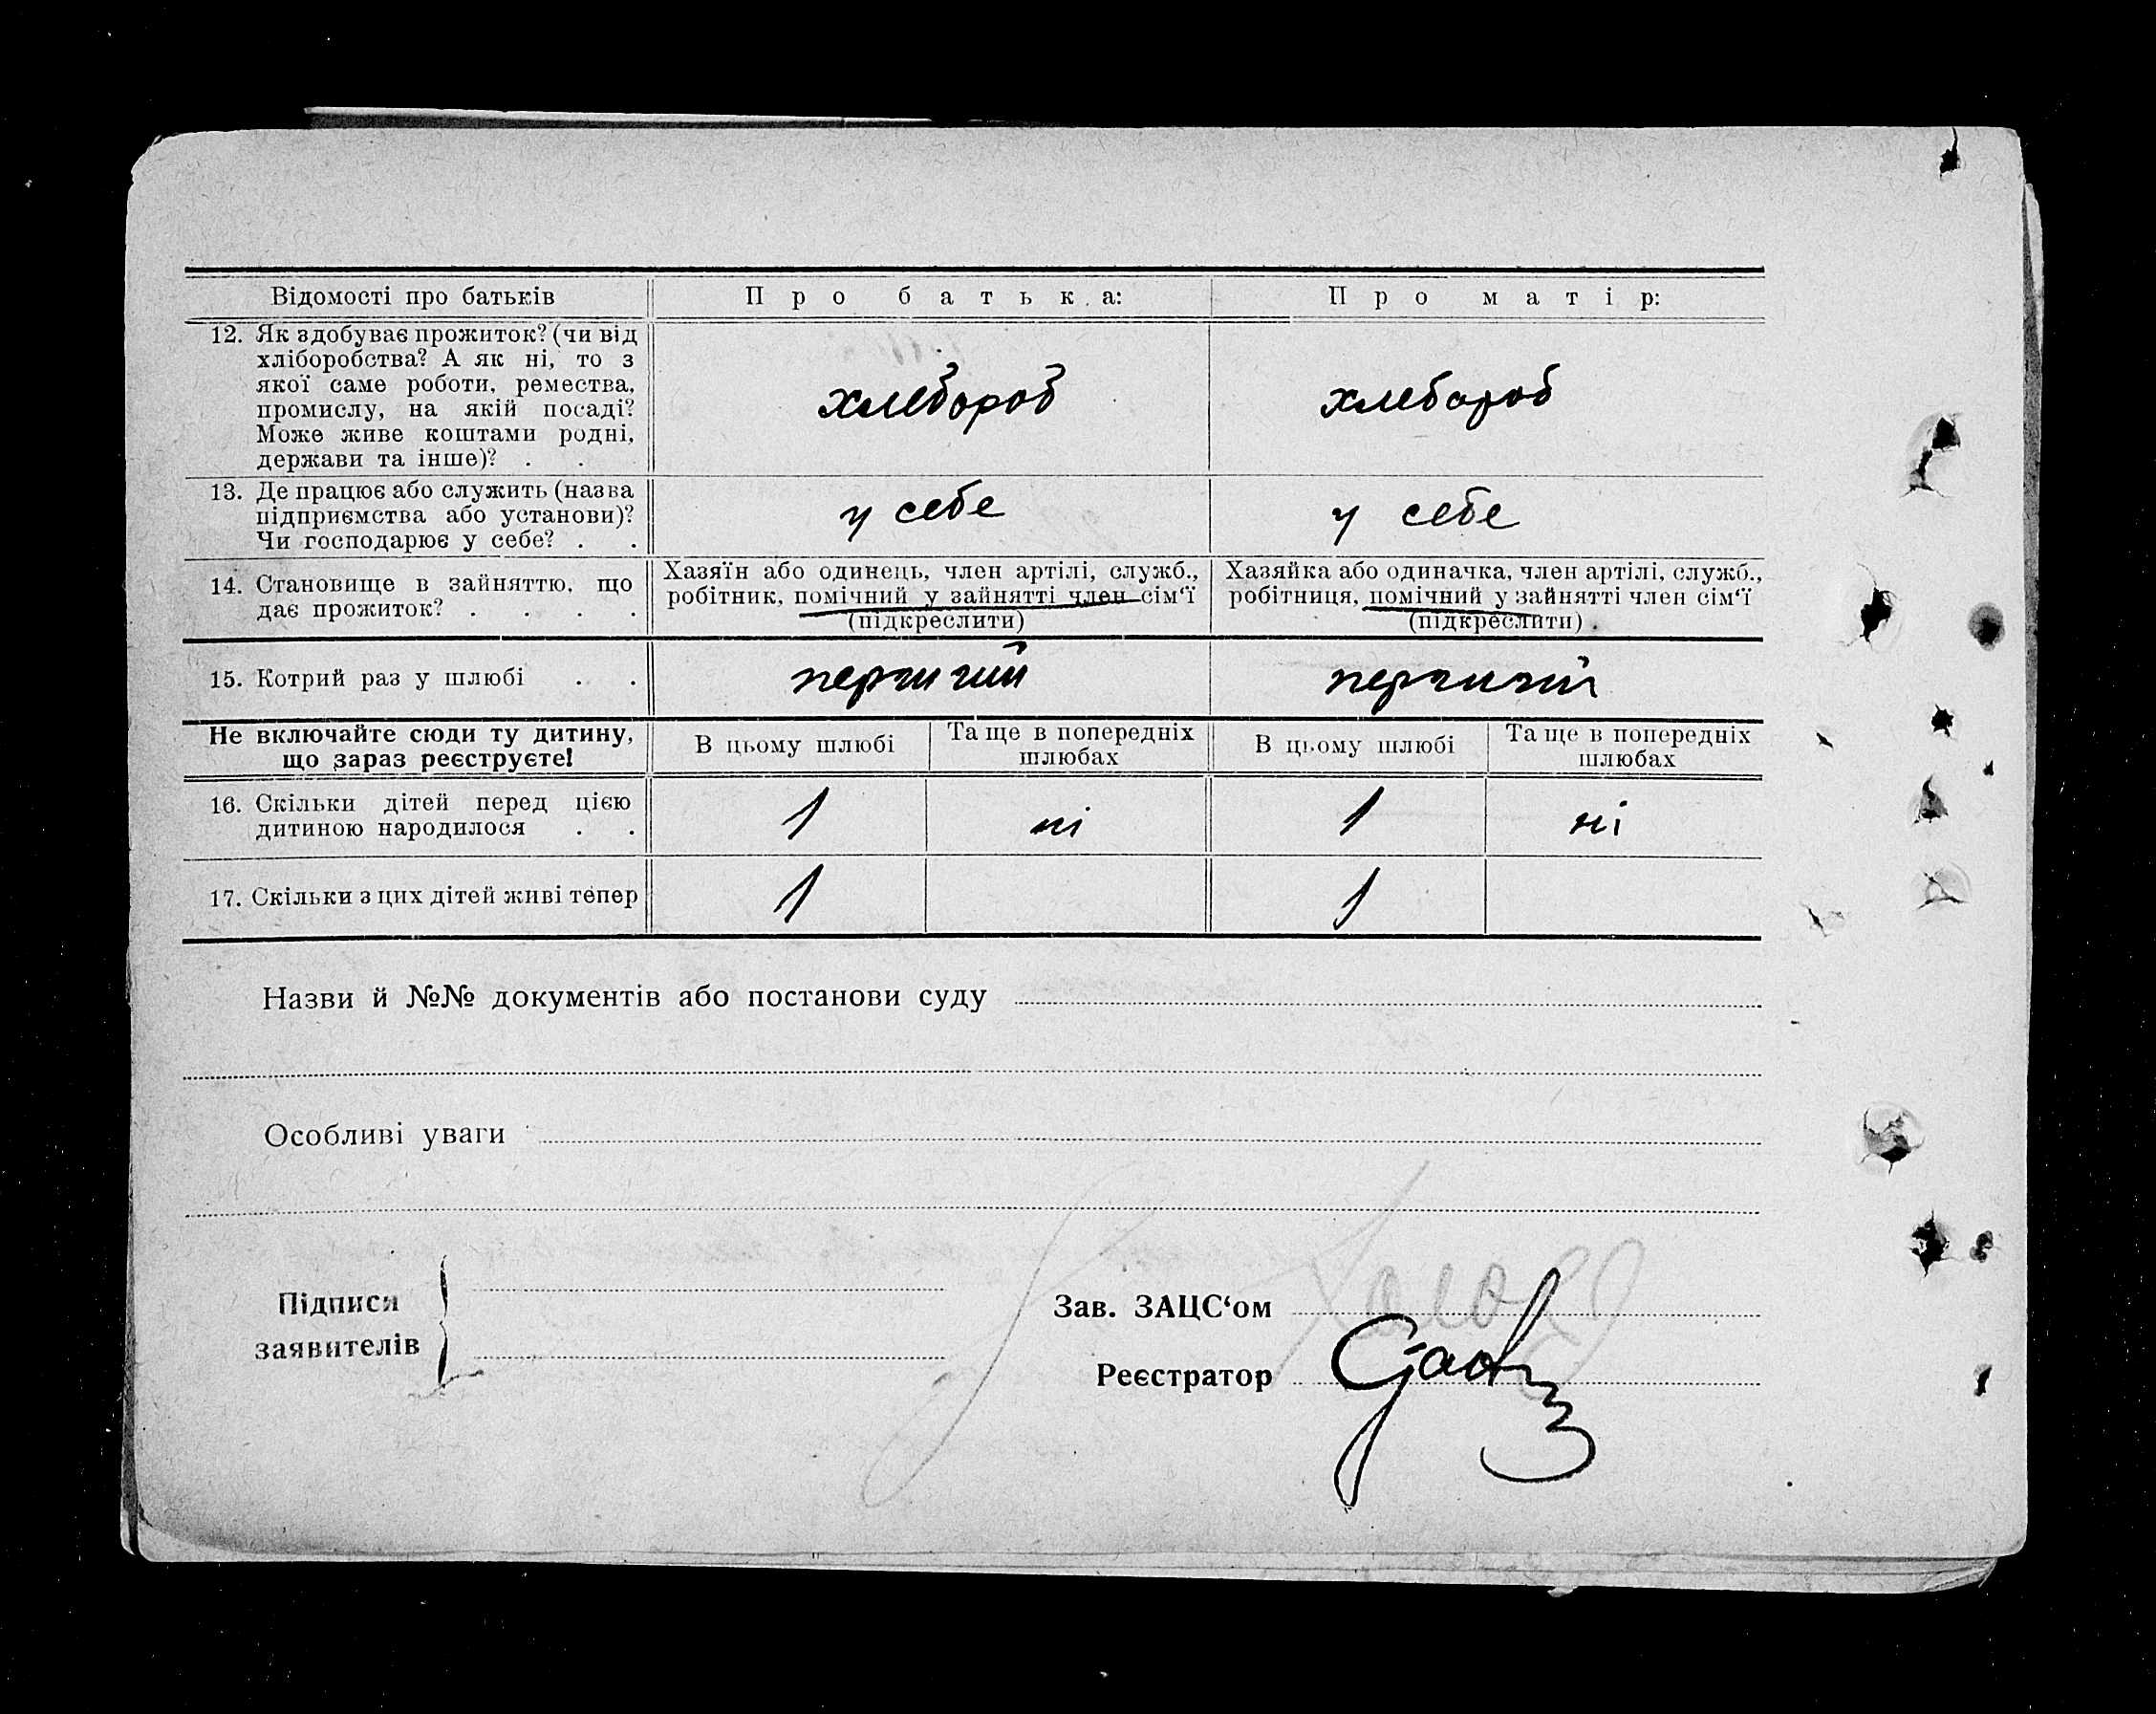 Відомості про батьків	Про батька:	Про матір:
12. Як здобуває прожиток? (чи від
хліборобства? А як ні, то з
якої саме роботи, ремества,
промислу, на якій посаді?
Може живе коштами родні,
держави та інше)? . .
хлебороб	хлебороб
13. Де працює або служить (назва
підприємства або установи)?
Чи господарює у себе? . .
у себе	у себе
14. Становище в зайняттю, що
дає прожиток? . . . .
Хазяїн або одинець, член артілі, служб.,
робітник, помічний у зайнятті член сім‘ї
(підкреслити)
Хазяйка або одиначка, член артілі, служб.,
робітниця, помічний у зайнятті член сім‘ї
(підкреслити)
15. Котрий раз у шлюбі . .	перший	перший
Не включайте сюди ту дитину,
що зараз реєструєте!
В цьому шлюбі	Та ще в попередніх
шлюбах
В цьому шлюбі	Та ще в попередніх
шлюбах
16. Скільки дітей перед цією
дитиною народилося . .
1	ні	1	ні
17. Скільки з цих дітей живі тепер	1	1
Назви й №№ документів або постанови суду
Особливі уваги
Підписи
заявителів
Зав. ЗАЦС‘ом
Реєстратор